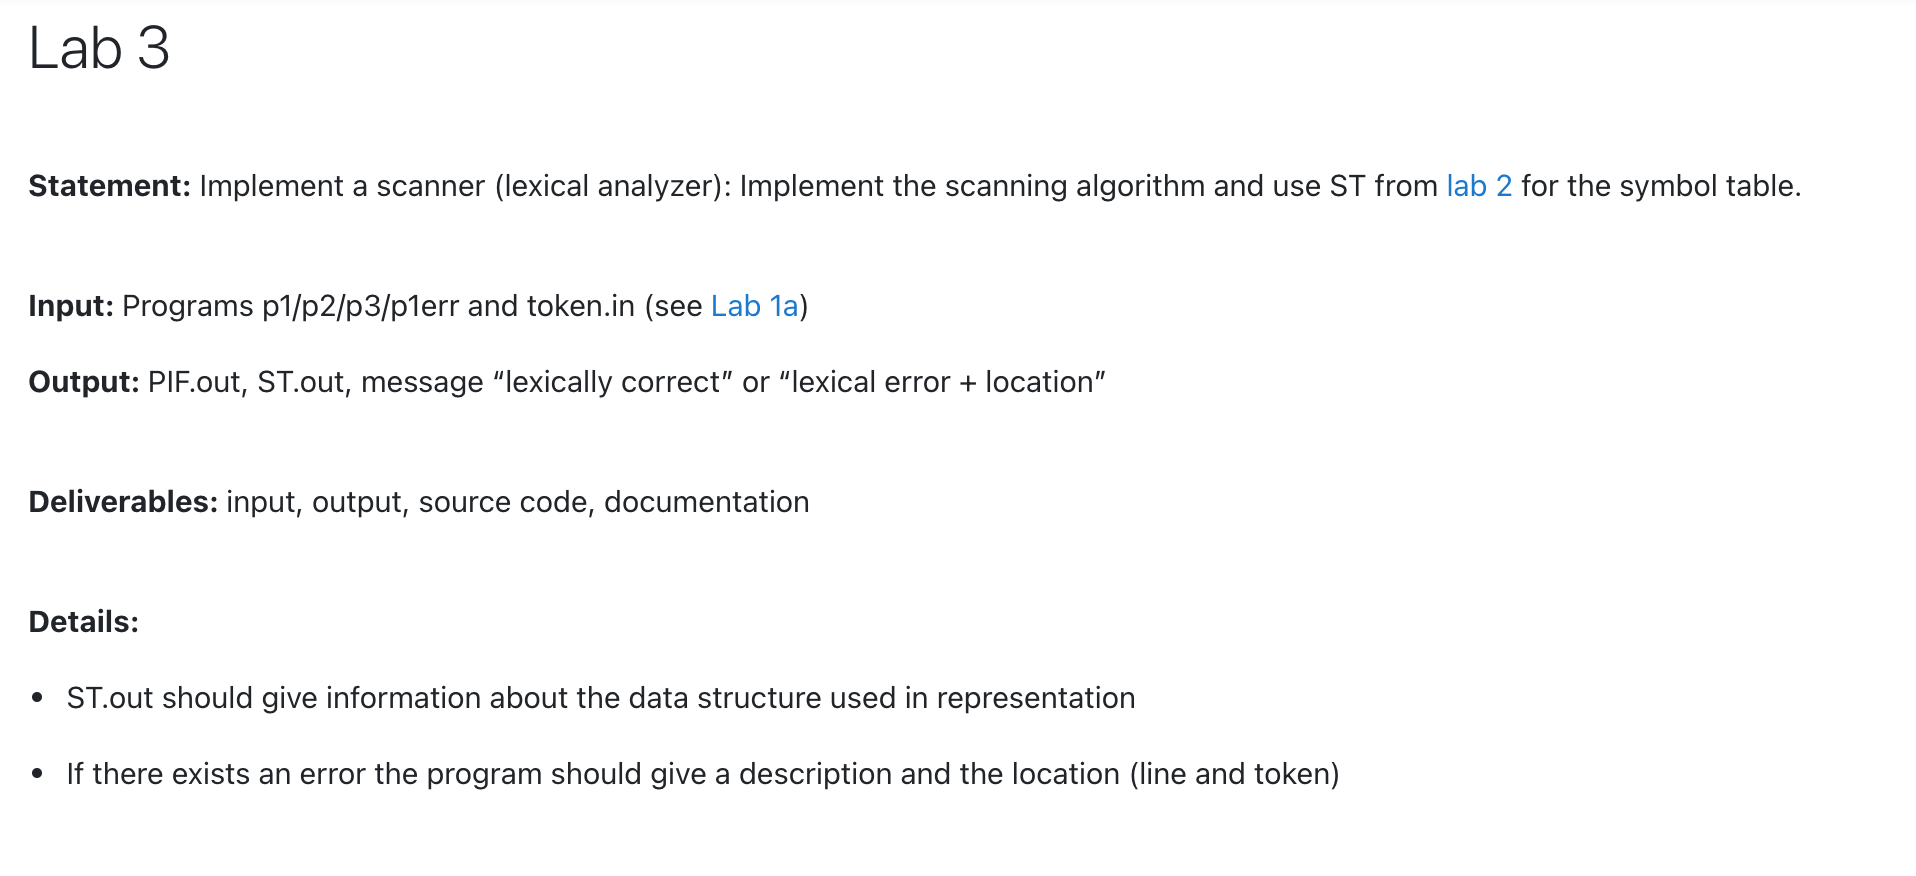 Lab 3
Statement: Implement a scanner (lexical analyzer): Implement the scanning algorithm and use ST from lab 2 for the symbol table.
Input: Programs p1/p2/p3/p1err and token.in (see Lab 1a)
Output: PIF.out, ST.out, message “lexically correct” or “lexical error + location”
Deliverables: input, output, source code, documentation
Details:
• ST.out should give information about the data structure used in representation
• If there exists an error the program should give a description and the location (line and token)